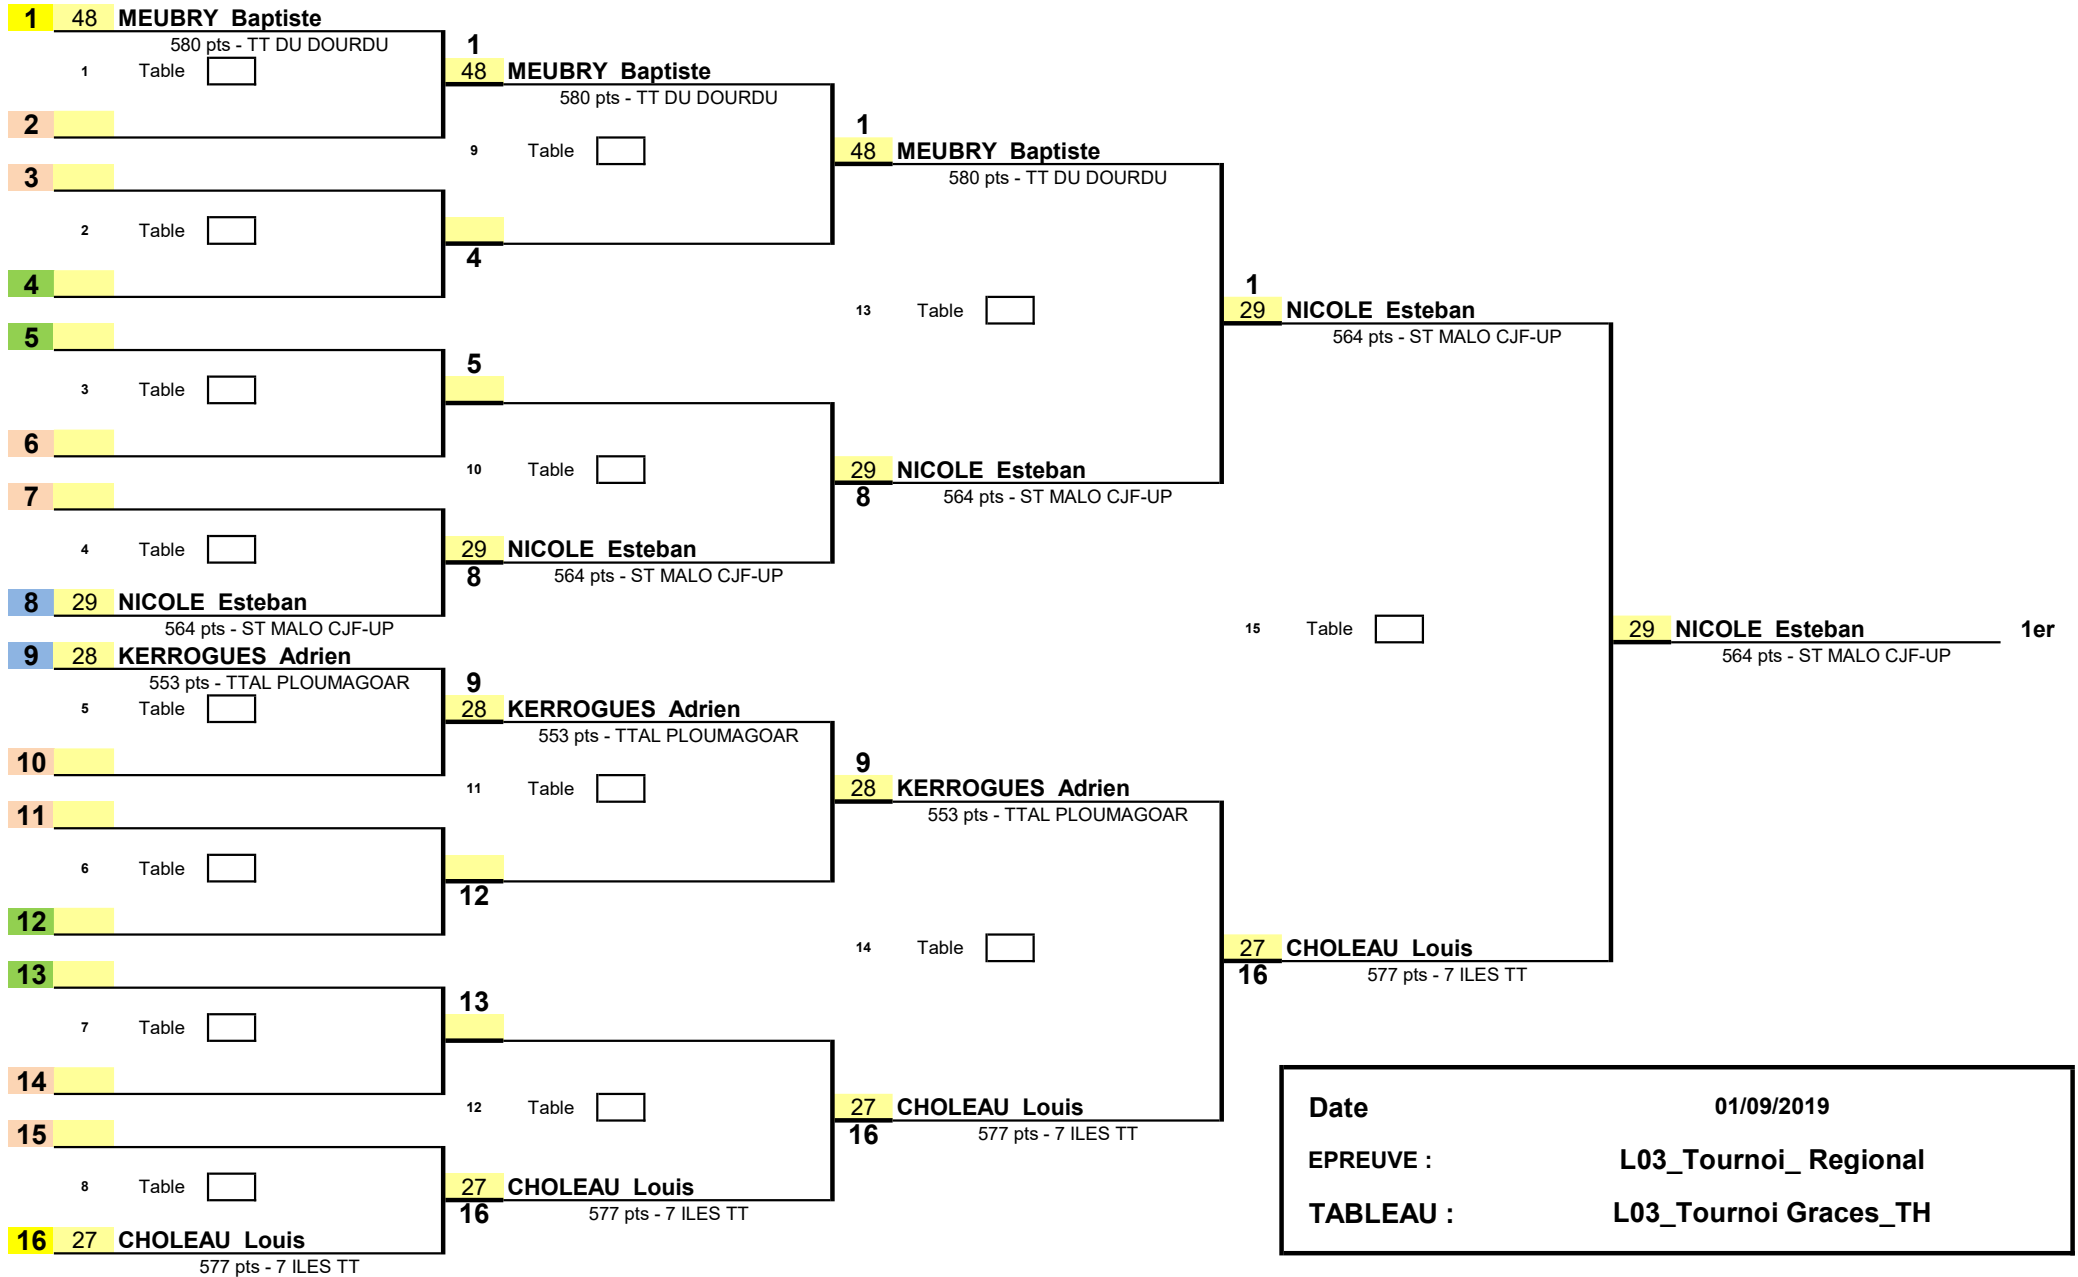 1 48 MEUBRY Baptiste
580 pts - TT DU DOURDU
1 Table
2
3
2 Table
4
5
3 Table
6
7
4 Table
8 29 NICOLE Esteban
564 pts - ST MALO CJF-UP
9 28 KERROGUES Adrien
553 pts - TTAL PLOUMAGOAR
5 Table
10
11
6 Table
12
13
7 Table
14
15
8 Table
16 27 CHOLEAU Louis
577 pts - 7 ILES TT
1
48 MEUBRY Baptiste
580 pts - TT DU DOURDU
9 Table
4
5
10 Table
29 NICOLE Esteban
8 564 pts - ST MALO CJF-UP
9
28 KERROGUES Adrien
553 pts - TTAL PLOUMAGOAR
11 Table
12
13
12 Table
27 CHOLEAU Louis
16 577 pts - 7 ILES TT
1
48 MEUBRY Baptiste
580 pts - TT DU DOURDU
13 Table
29 NICOLE Esteban
8 564 pts - ST MALO CJF-UP
9
28 KERROGUES Adrien
553 pts - TTAL PLOUMAGOAR
14 Table
27 CHOLEAU Louis
16 577 pts - 7 ILES TT
1
29 NICOLE Esteban
564 pts - ST MALO CJF-UP
15 Table
27 CHOLEAU Louis
16 577 pts - 7 ILES TT
29 NICOLE Esteban 1er
564 pts - ST MALO CJF-UP
Date 01/09/2019
EPREUVE : L03_Tournoi_ Regional
TABLEAU : L03_Tournoi Graces_TH